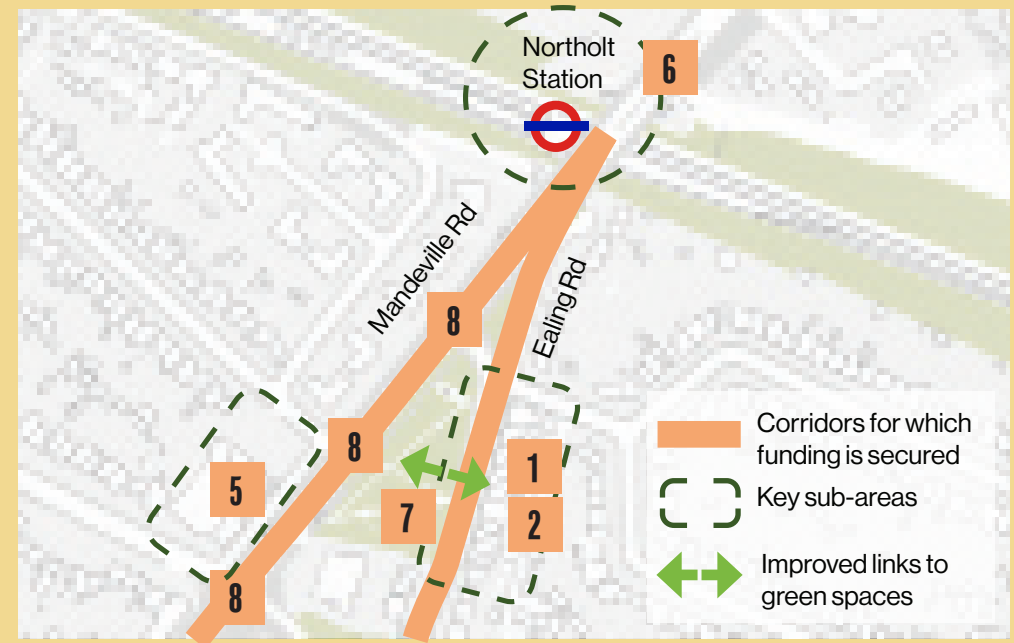 Northolt
Station
6
Mandeville Rd
Ealing Rd
8
8
5
1
7
2
8
Corridors for which
funding is secured
Key sub-areas
Improved links to
green spaces